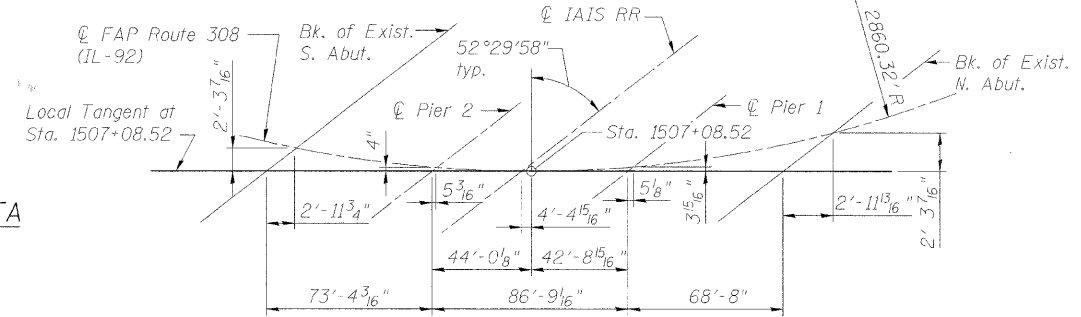 ℄ FAP Route 308
(IL-92)
Bk. of Exist.
S. Abut.
℄ IAIS RR
52°29'58"
typ.
2860.32' R
Bk. of Exist.
N. Abut.
2'-3 7/16"
Local Tangent at
Sta. 1507+08.52
℄ Pier 2
℄ Pier 1
Sta. 1507+08.52
4"
5 3/16"
5 1/8"
3 15/16"
2'-11 3/4"
4'-4 15/16"
2'-11 13/16"
2'-3 7/16"
TA
44'-0 1/8"
42'-8 15/16"
73'-4 3/16"
86'-9 1/16"
68'-8"